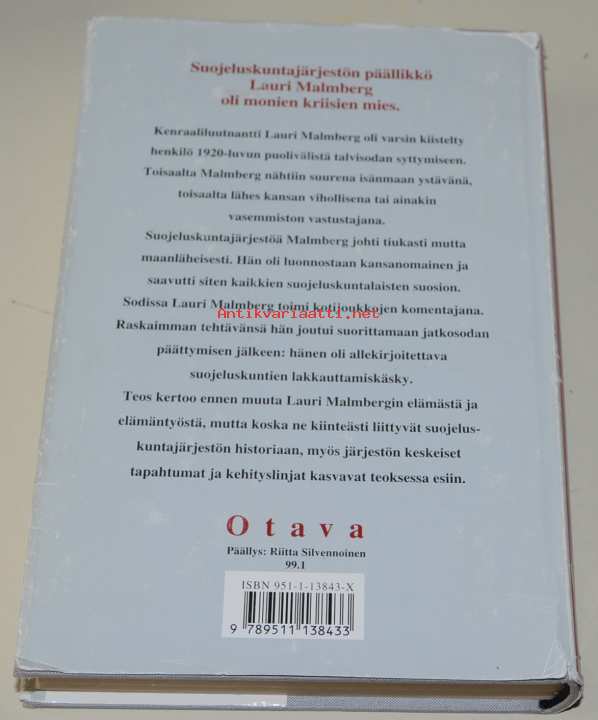 Suojeluskuntajärjestön päällikkö
Lauri Malmberg
oli monien kriisien mies.
Kenraaliluutnantti Lauri Malmberg oli varsin kiistelty
henkilö 1920-luvun puolivälistä talvisodan syttymiseen.
Toisaalta Malmberg nähtiin suurena isänmaan ystävänä,
toisaalta lähes kansan vihollisena tai ainakin
vasemmiston vastustajana.
Suojeluskuntajärjestöä Malmberg johti tiukasti mutta
maanläheisesti. Hän oli luonnostaan kansanomainen ja
saavutti siten kaikkien suojeluskuntalaisten suosion.
Sodissa Lauri Malmberg toimi kotijoukkojen komentajana.
Antikvariaatti.net
Raskaimman tehtävänsä hän joutui suorittamaan jatkosodan
päättymisen jälkeen: hänen oli allekirjoitettava
suojeluskuntien lakkauttamiskäsky.
Teos kertoo ennen muuta Lauri Malmbergin elämästä ja
elämäntyöstä, mutta koska ne kiinteästi liittyvät suojelus-
kuntajärjestön historiaan, myös järjestön keskeiset
tapahtumat ja kehityslinjat kasvavat teoksessa esiin.
Otava
Päällys: Riitta Silvennoinen
99.1
ISBN 951-1-13843-X
9 789511 138433